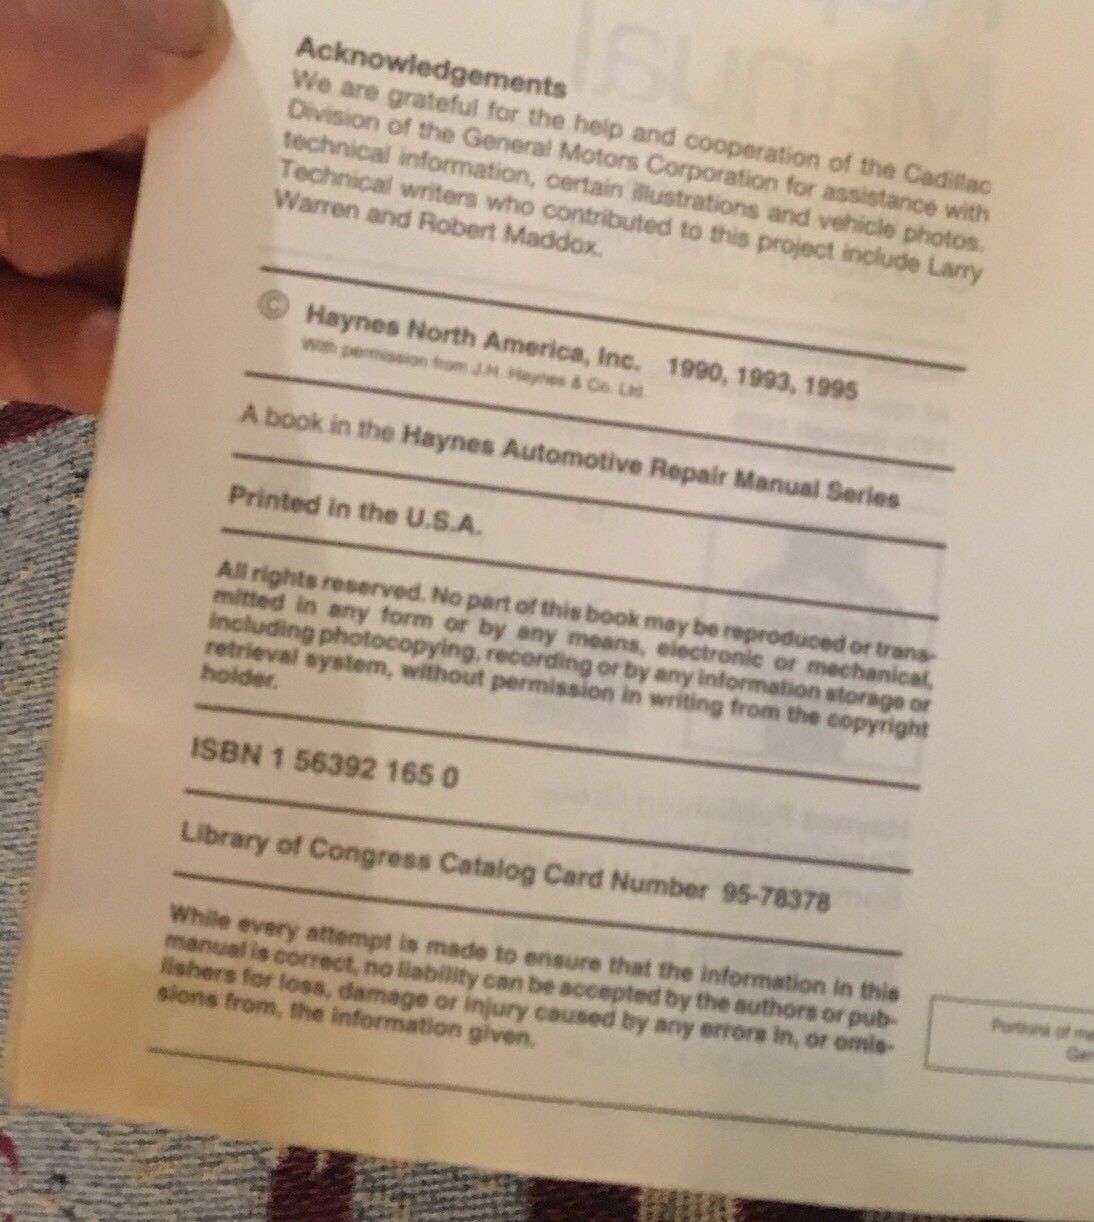 Acknowledgements
We are grateful for the help and cooperation of the Cadillac
Division of the General Motors Corporation for assistance with
technical information, certain illustrations and vehicle photos.
Technical writers who contributed to this project include Larry
Warren and Robert Maddox.
© Haynes North America, Inc. 1990, 1993, 1995
With permission from J.H. Haynes & Co. Ltd.
A book in the Haynes Automotive Repair Manual Series
Printed in the U.S.A.
All rights reserved. No part of this book may be reproduced or trans-
mitted in any form or by any means, electronic or mechanical,
including photocopying, recording or by any information storage or
retrieval system, without permission in writing from the copyright
holder.
ISBN 1 56392 165 0
Library of Congress Catalog Card Number 95-78378
While every attempt is made to ensure that the information in this
manual is correct, no liability can be accepted by the authors or pub-
lishers for loss, damage or injury caused by any errors in, or omis-
sions from, the information given.
Portions of